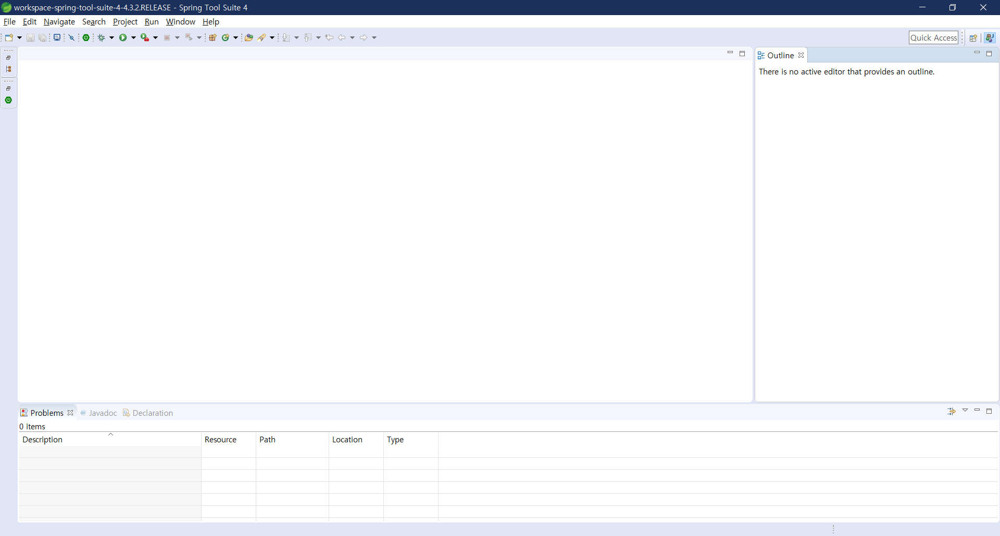 workspace-spring-tool-suite-4-4.3.2.RELEASE - Spring Tool Suite 4
File Edit Navigate Search Project Run Window Help
Quick Access
Outline
There is no active editor that provides an outline.
Problems @ Javadoc Declaration
0 items
Description Resource Path Location Type